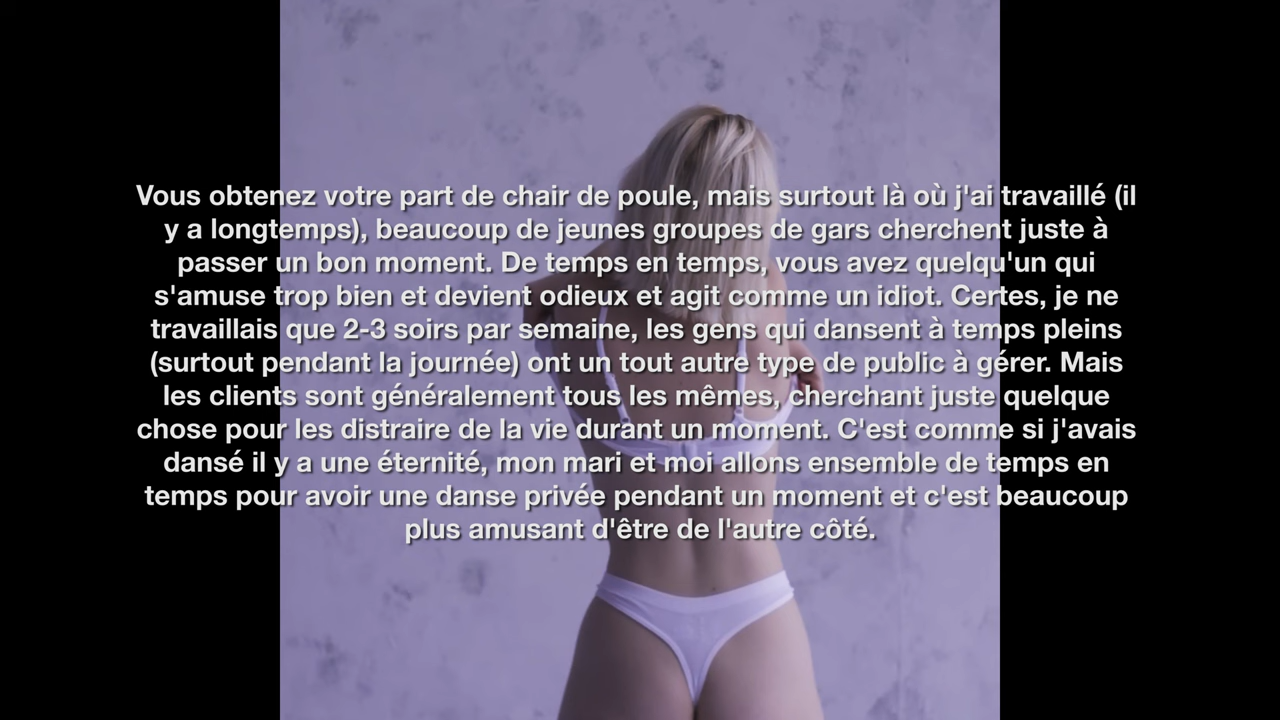 Vous obtenez votre part de chair de poule, mais surtout là où j'ai travaillé (il
y a longtemps), beaucoup de jeunes groupes de gars cherchent juste à
passer un bon moment. De temps en temps, vous avez quelqu'un qui
s'amuse trop bien et devient odieux et agit comme un idiot. Certes, je ne
travaillais que 2-3 soirs par semaine, les gens qui dansent à temps pleins
(surtout pendant la journée) ont un tout autre type de public à gérer. Mais
les clients sont généralement tous les mêmes, cherchant juste quelque
chose pour les distraire de la vie durant un moment. C'est comme si j'avais
dansé il y a une éternité, mon mari et moi allons ensemble de temps en
temps pour avoir une danse privée pendant un moment et c'est beaucoup
plus amusant d'être de l'autre côté.